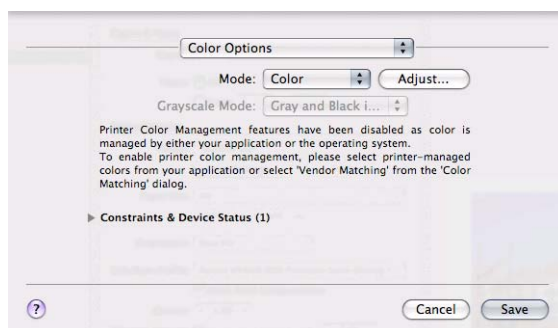 Color Options
Mode: Color Adjust...
Grayscale Mode: Gray and Black i...
Printer Color Management features have been disabled as color is
managed by either your application or the operating system.
To enable printer color management, please select printer-managed
colors from your application or select 'Vendor Matching' from the 'Color
Matching' dialog.
Constraints & Device Status (1)
? Cancel Save